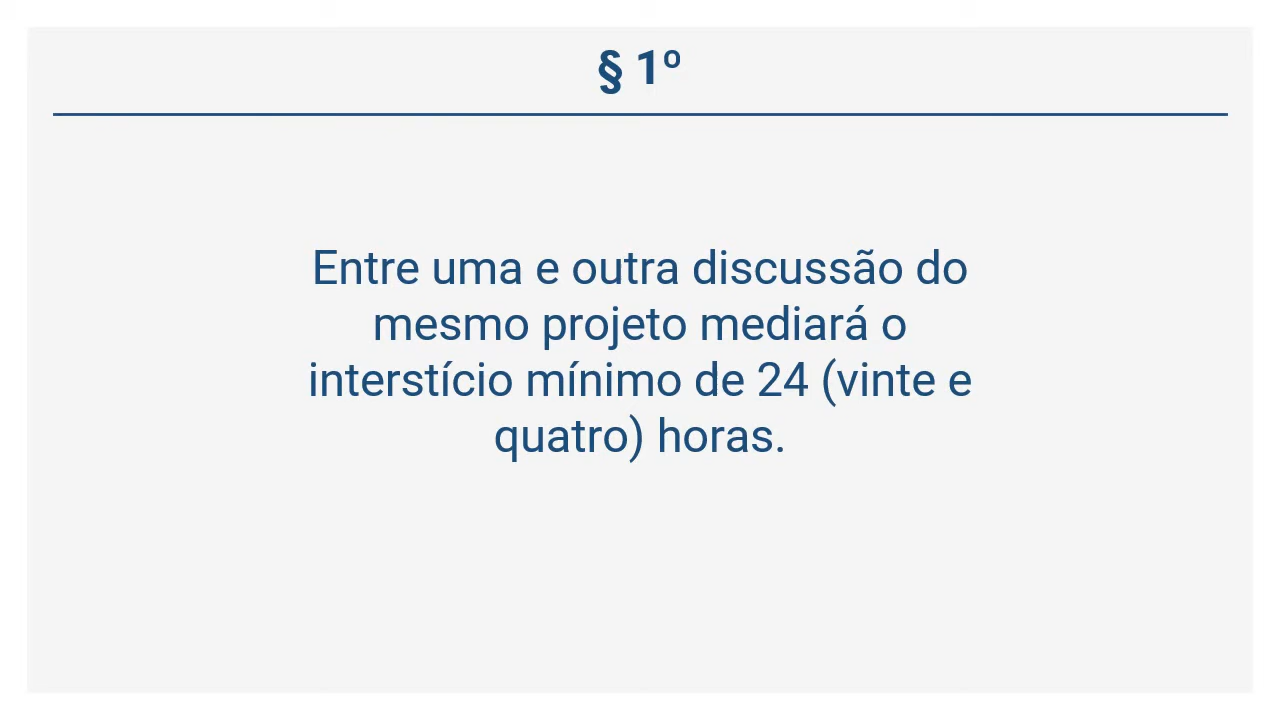 § 1º
Entre uma e outra discussão do
mesmo projeto mediará o
interstício mínimo de 24 (vinte e
quatro) horas.